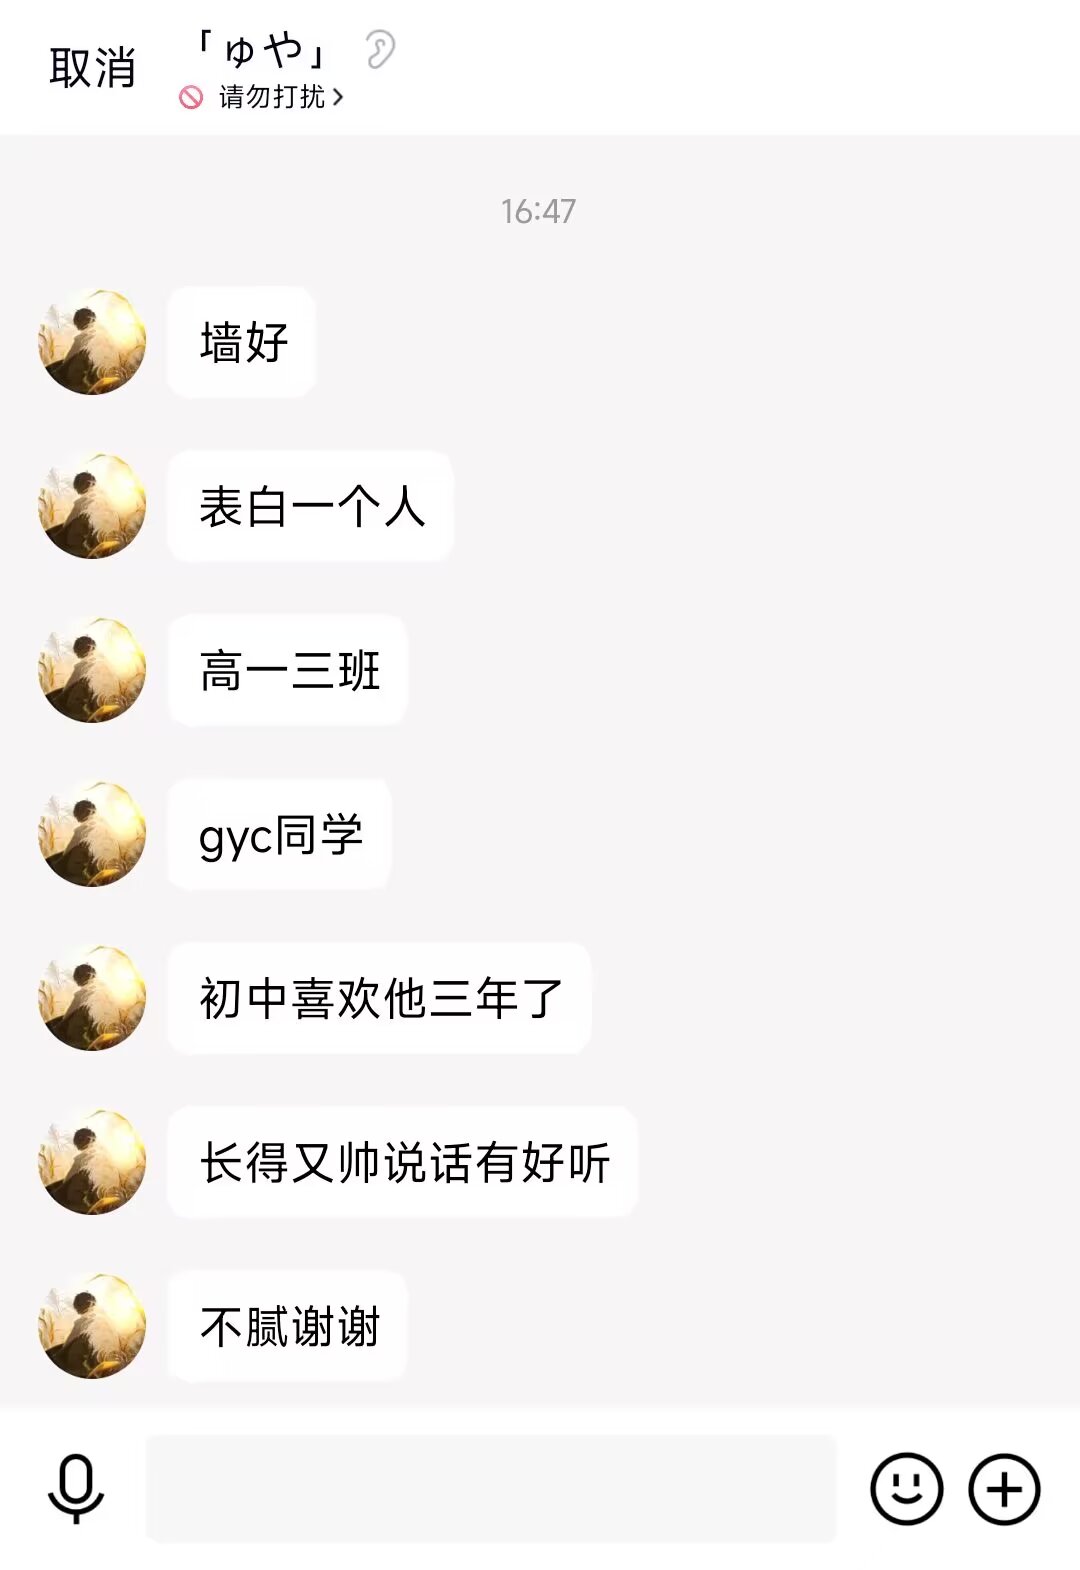 取消
「ゅや」
请勿打扰
16:47
墙好
表白一个人
高一三班
gyc同学
初中喜欢他三年了
长得又帅说话有好听
不腻谢谢